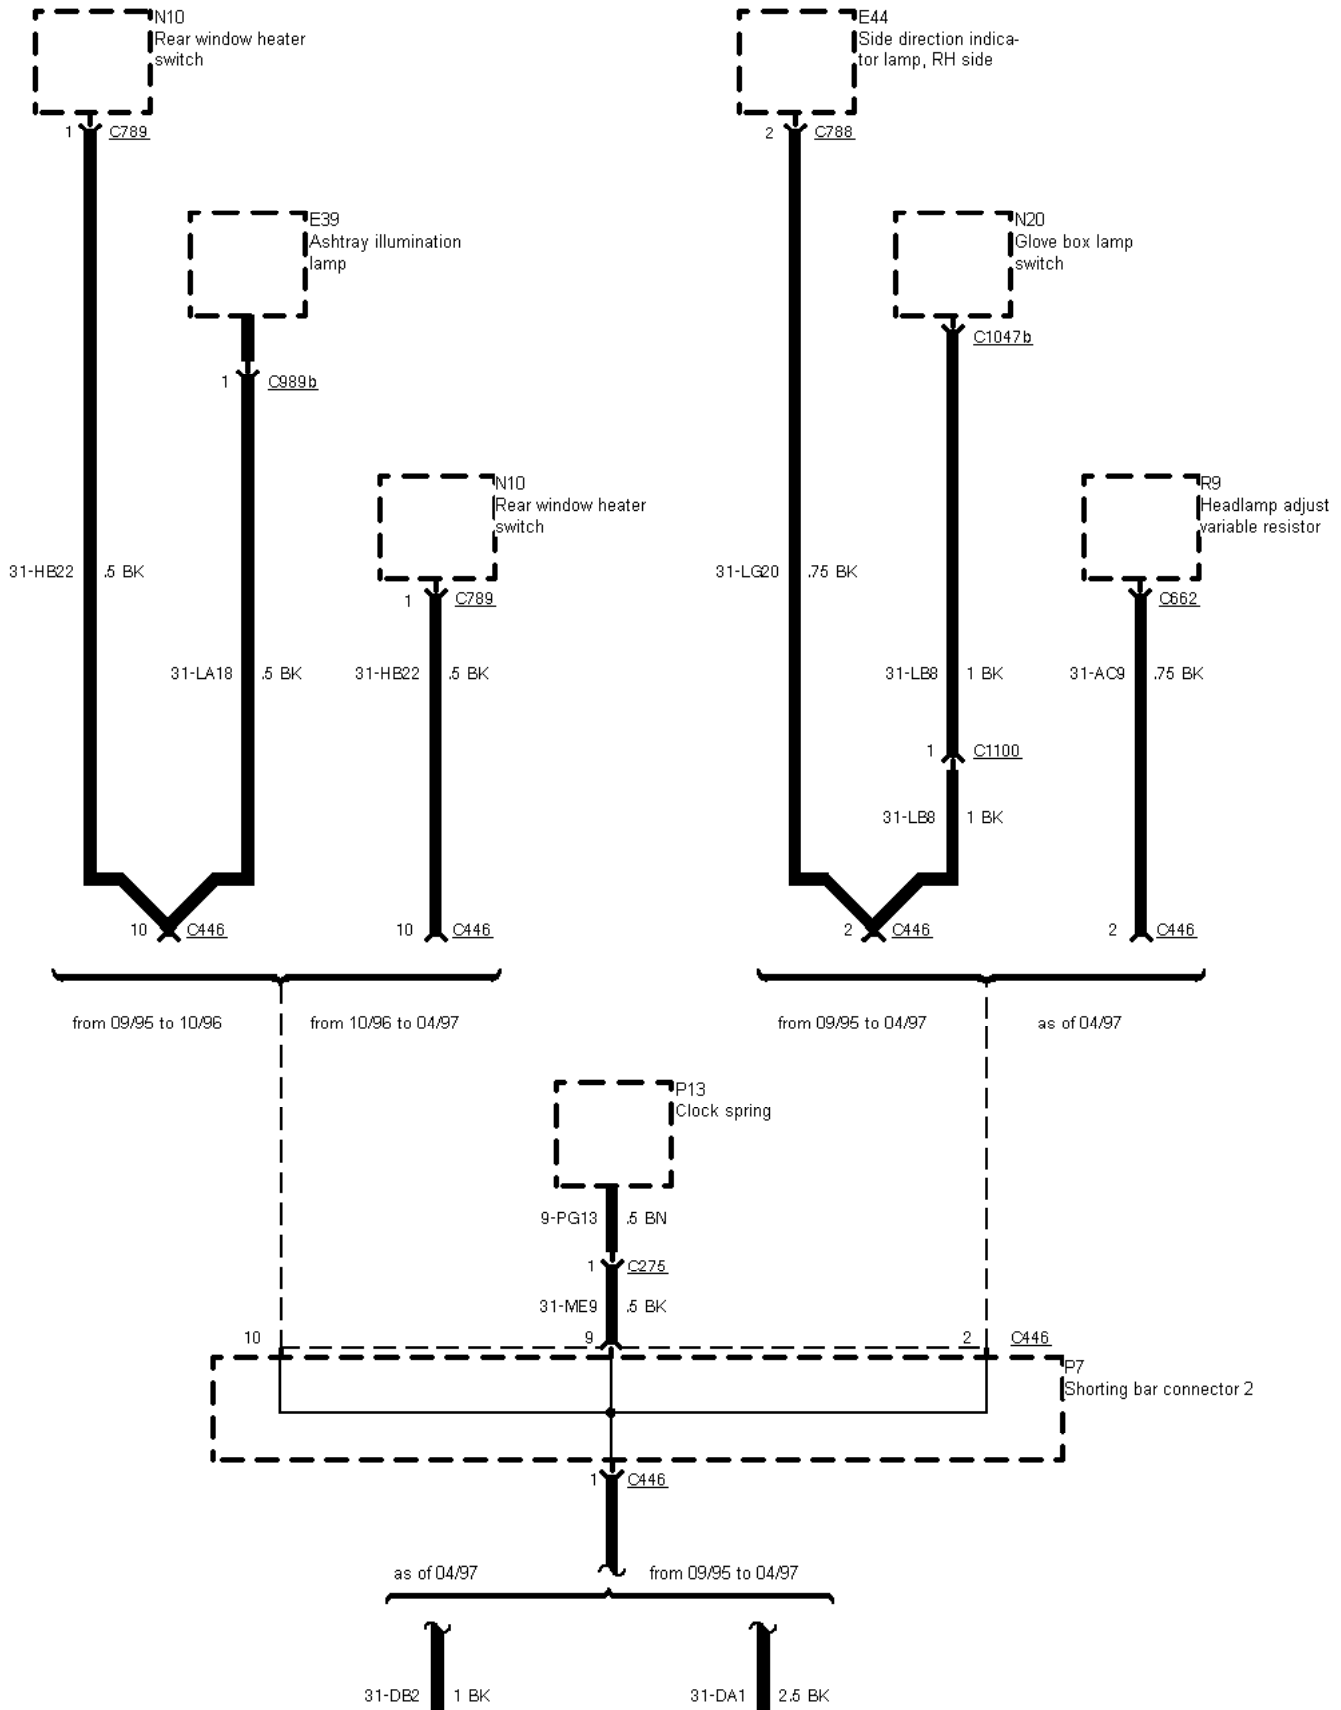 N10
Rear window heater
switch
E44
Side direction indica-
tor lamp, RH side
1
C789
2
C788
E39
Ashtray illumination
lamp
N20
Glove box lamp
switch
C1047b
1
C989b
N10
Rear window heater
switch
R9
Headlamp adjust
variable resistor
31-HB22
.5 BK
31-LG20
.75 BK
1
C789
C662
31-LA18
.5 BK
31-HB22
.5 BK
31-LB8
1 BK
31-AC9
.75 BK
1
C1100
31-LB8
1 BK
10
C446
10
C446
2
C446
2
C446
from 09/95 to 10/96
from 10/96 to 04/97
from 09/95 to 04/97
as of 04/97
P13
Clock spring
9-PG13
.5 BN
1
C275
31-ME9
.5 BK
10
9
2
C446
P7
Shorting bar connector 2
1
C446
as of 04/97
from 09/95 to 04/97
31-DB2
1 BK
31-DA1
2.5 BK